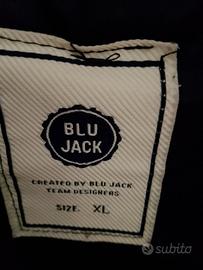 BLU
JACK
CREATED BY BLU JACK
TEAM DESIGNERS
SIZE. XL
subito